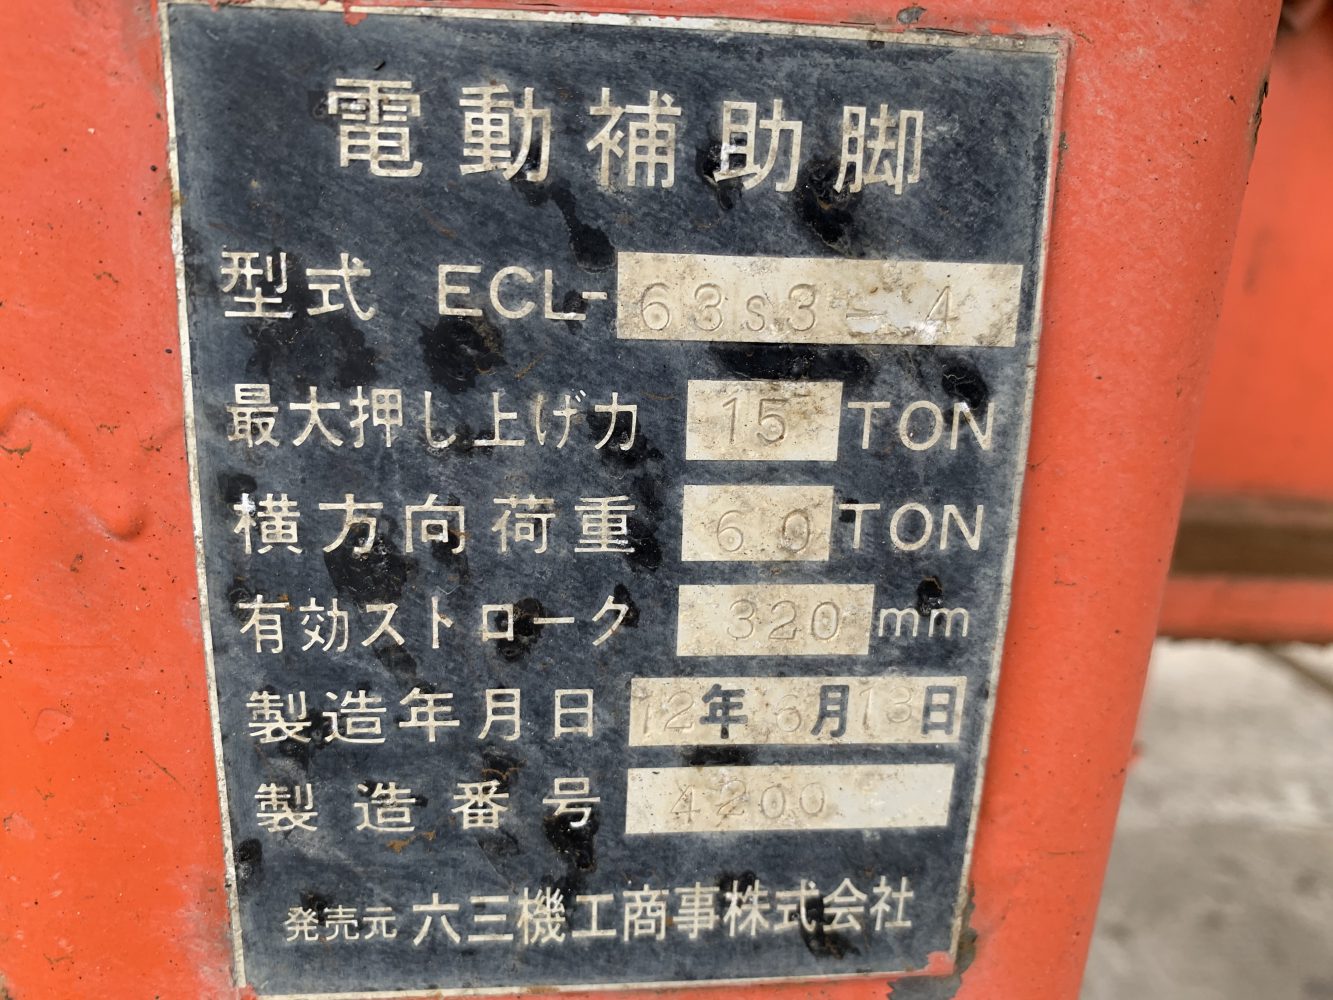 電動補助脚
型式 ECL-63s3-4
最大押し上げ力 15 TON
横方向荷重 60 TON
有効ストローク 320 mm
製造年月日 12年6月13日
製造番号 4200
発売元 六三機工商事株式会社